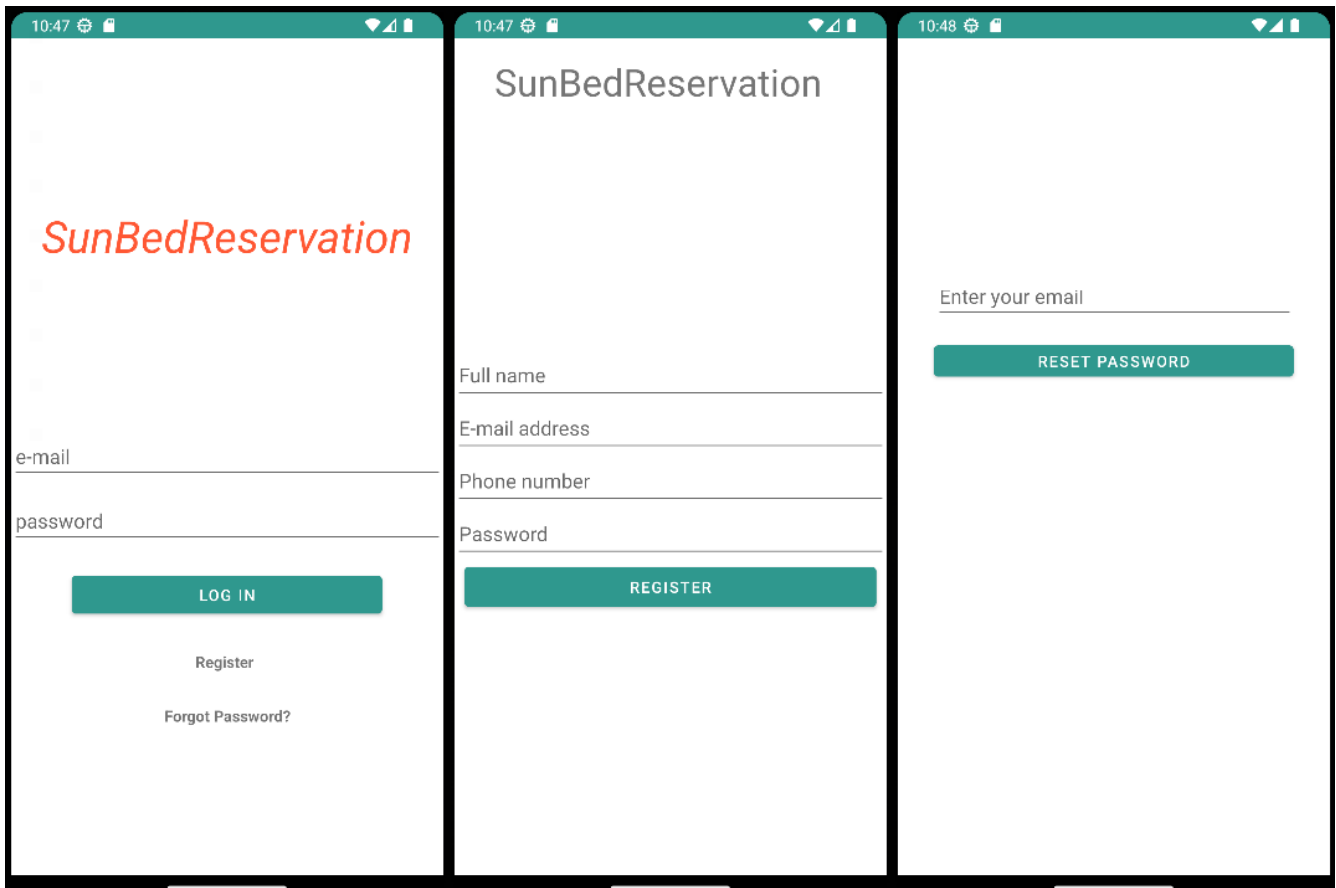 10:47
SunBedReservation
e-mail
password
LOG IN
Register
Forgot Password?
10:47
SunBedReservation
Full name
E-mail address
Phone number
Password
REGISTER
10:48
Enter your email
RESET PASSWORD